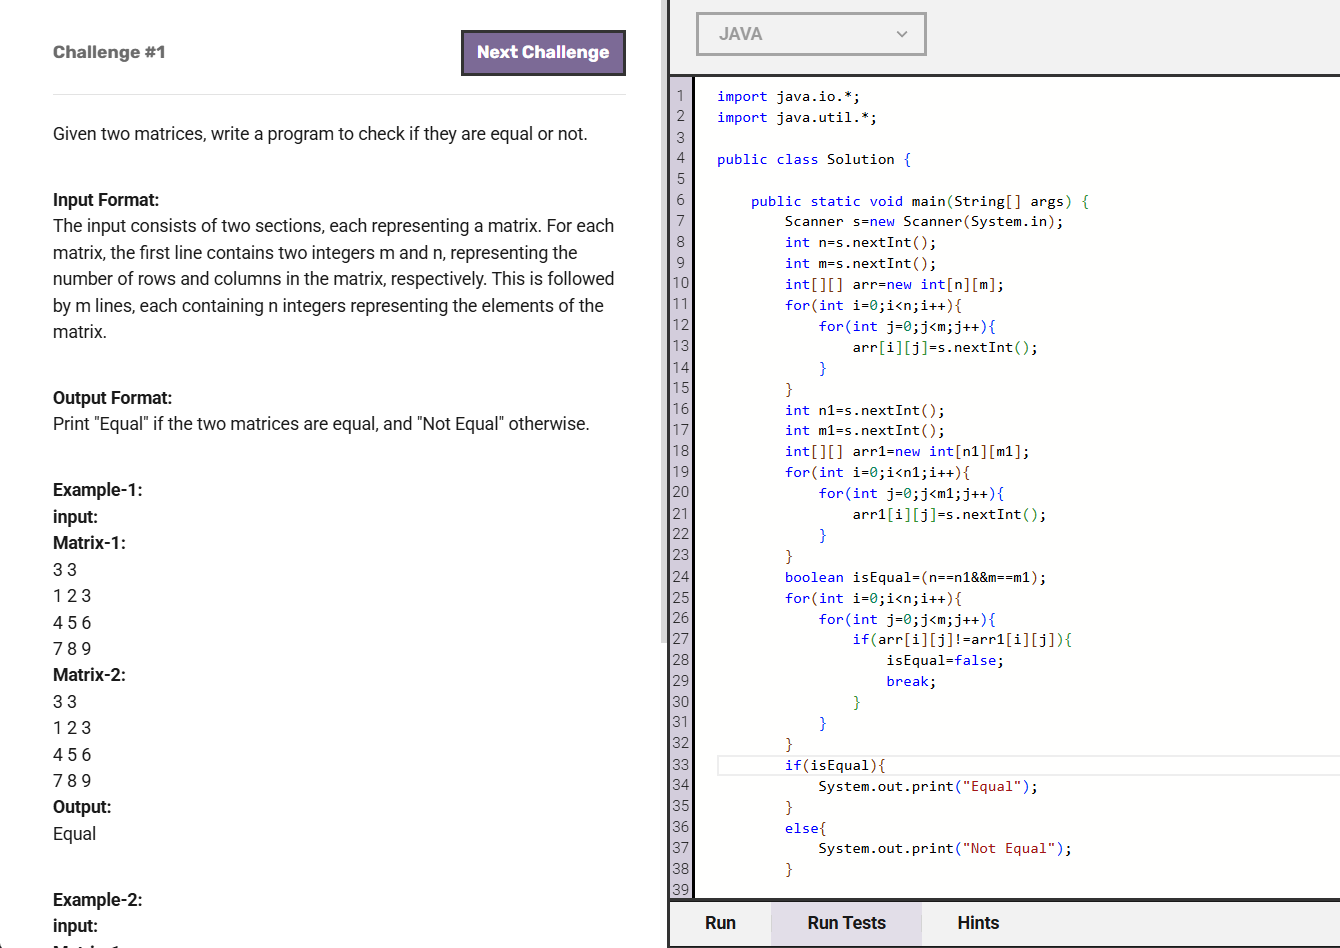 Challenge #1
Next Challenge
Given two matrices, write a program to check if they are equal or not.
Input Format:
The input consists of two sections, each representing a matrix. For each
matrix, the first line contains two integers m and n, representing the
number of rows and columns in the matrix, respectively. This is followed
by m lines, each containing n integers representing the elements of the
matrix.
Output Format:
Print "Equal" if the two matrices are equal, and "Not Equal" otherwise.
Example-1:
input:
Matrix-1:
3 3
1 2 3
4 5 6
7 8 9
Matrix-2:
3 3
1 2 3
4 5 6
7 8 9
Output:
Equal
Example-2:
input:
JAVA
1 import java.io.*;
2 import java.util.*;
3
4 public class Solution {
5
6     public static void main(String[] args) {
7         Scanner s=new Scanner(System.in);
8         int n=s.nextInt();
9         int m=s.nextInt();
10         int[][] arr=new int[n][m];
11         for(int i=0;i<n;i++){
12             for(int j=0;j<m;j++){
13                 arr[i][j]=s.nextInt();
14             }
15         }
16         int n1=s.nextInt();
17         int m1=s.nextInt();
18         int[][] arr1=new int[n1][m1];
19         for(int i=0;i<n1;i++){
20             for(int j=0;j<m1;j++){
21                 arr1[i][j]=s.nextInt();
22             }
23         }
24         boolean isEqual=(n==n1&&m==m1);
25         for(int i=0;i<n;i++){
26             for(int j=0;j<m;j++){
27                 if(arr[i][j]!=arr1[i][j]){
28                     isEqual=false;
29                     break;
30                 }
31             }
32         }
33         if(isEqual){
34             System.out.print("Equal");
35         }
36         else{
37             System.out.print("Not Equal");
38         }
39
Run
Run Tests
Hints